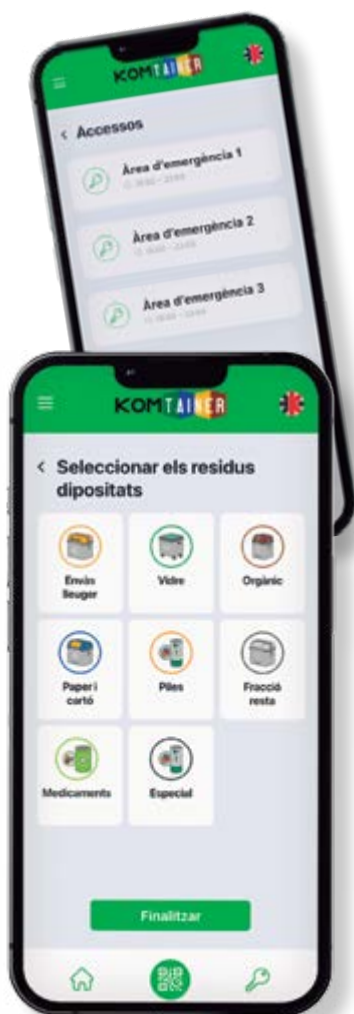 KOMTAINER
< Accessos
Àrea d'emergència 1
Àrea d'emergència 2
Àrea d'emergència 3
KOMTAINER
< Seleccionar els residus
dipositats
Envàs
lleuger
Vidre
Orgànic
Paper i
cartó
Piles
Fracció
resta
Medicaments
Especial
Finalitzar